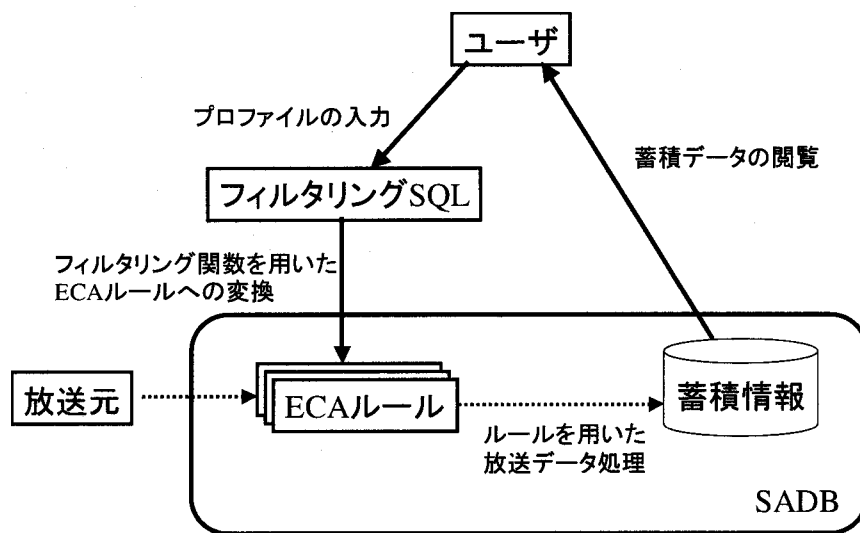 ユーザ
プロファイルの入力
蓄積データの閲覧
フィルタリングSQL
フィルタリング関数を用いた
ECAルールへの変換
放送元
ECAルール
蓄積情報
ルールを用いた
放送データ処理
SADB